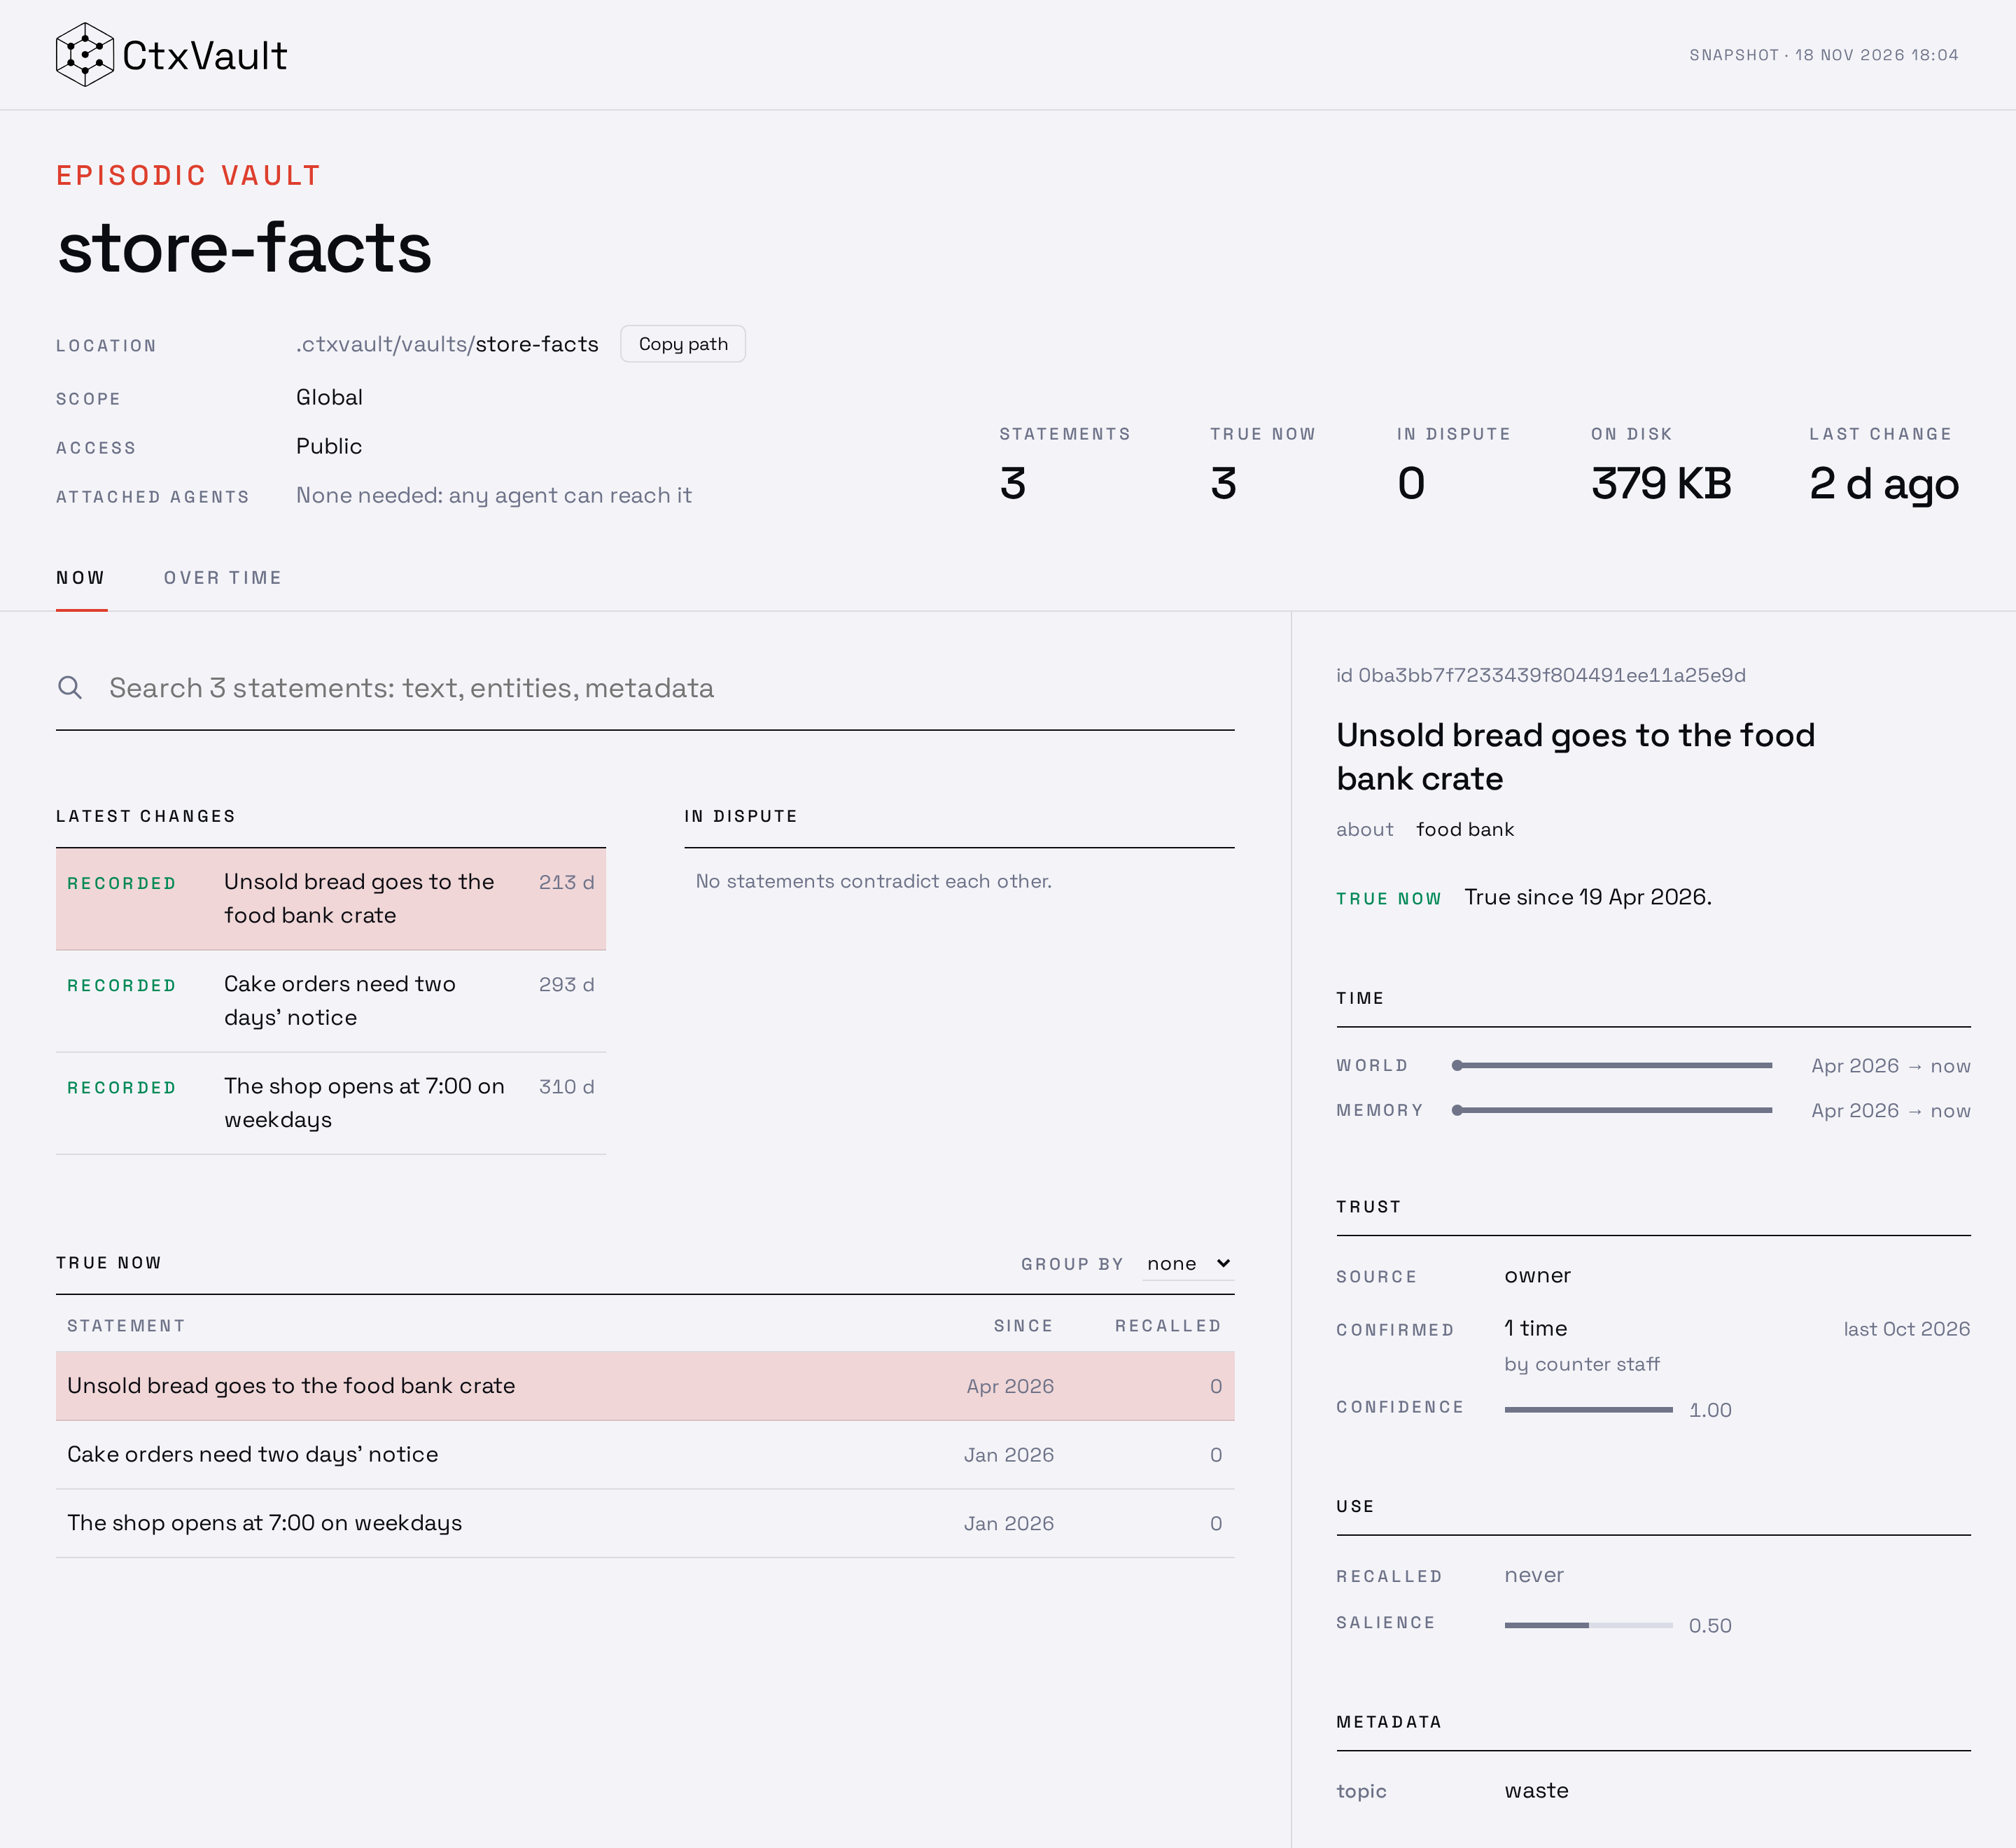 CtxVault
SNAPSHOT · 18 NOV 2026 18:04
EPISODIC VAULT
store-facts
LOCATION .ctxvault/vaults/store-facts Copy path
SCOPE Global
ACCESS Public
ATTACHED AGENTS None needed: any agent can reach it
STATEMENTS TRUE NOW IN DISPUTE ON DISK LAST CHANGE
3 3 0 379 KB 2 d ago
NOW OVER TIME
Search 3 statements: text, entities, metadata
LATEST CHANGES
RECORDED Unsold bread goes to the 213 d
food bank crate
RECORDED Cake orders need two 293 d
days’ notice
RECORDED The shop opens at 7:00 on 310 d
weekdays
IN DISPUTE
No statements contradict each other.
TRUE NOW GROUP BY none
STATEMENT SINCE RECALLED
Unsold bread goes to the food bank crate Apr 2026 0
Cake orders need two days’ notice Jan 2026 0
The shop opens at 7:00 on weekdays Jan 2026 0
id 0ba3bb7f7233439f804491ee11a25e9d
Unsold bread goes to the food
bank crate
about food bank
TRUE NOW True since 19 Apr 2026.
TIME
WORLD Apr 2026 → now
MEMORY Apr 2026 → now
TRUST
SOURCE owner
CONFIRMED 1 time last Oct 2026
by counter staff
CONFIDENCE 1.00
USE
RECALLED never
SALIENCE 0.50
METADATA
topic waste